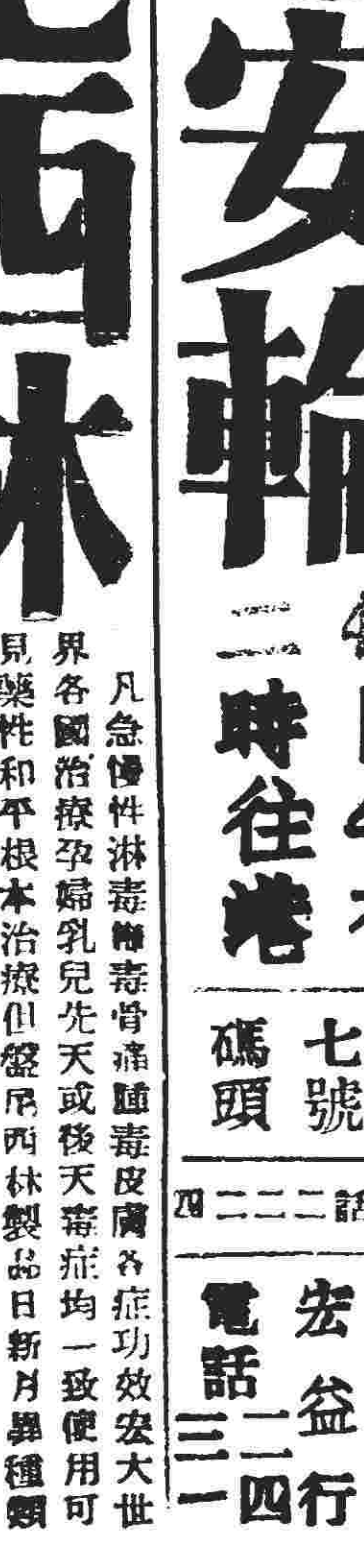 安輪
二時往港
七號
碼頭
話二二二四
宏益行
電話
二四
三一
西林
凡急慢性淋毒梅毒骨痛腫毒皮膚各症功效宏大世
界各國治療孕婦乳兒先天或後天毒症均一致使用可
見藥性和平根本治療但盤尼西林製品日新月異種類